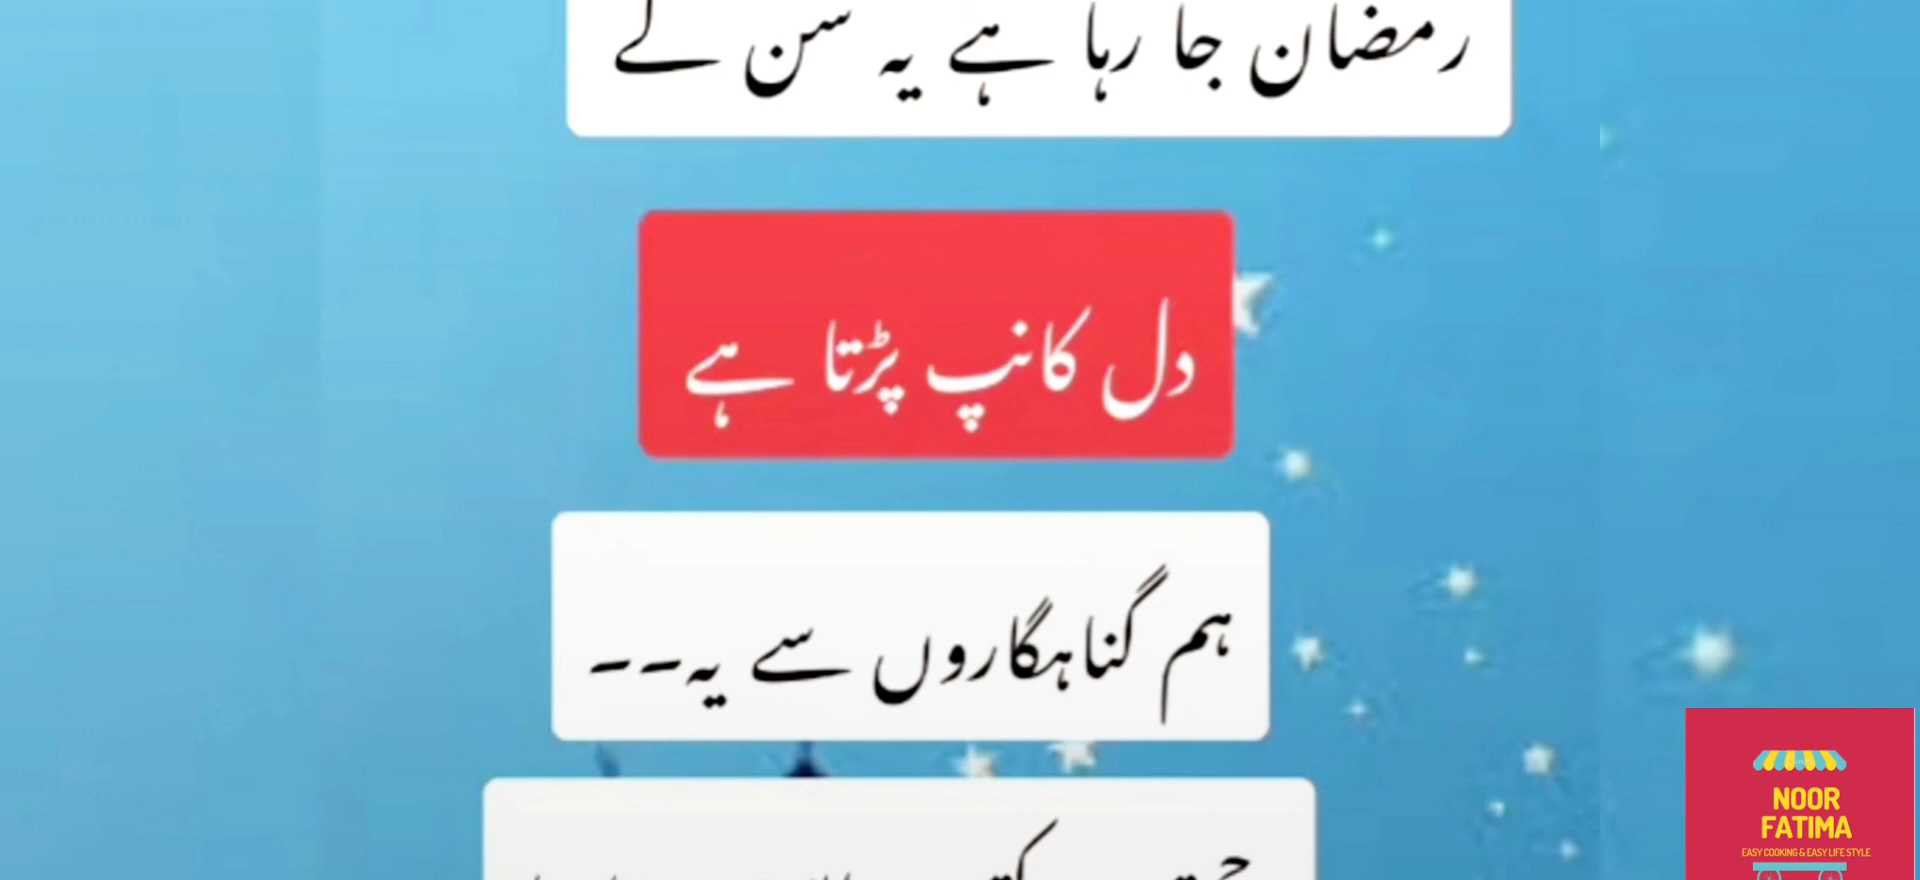 رمضان جا رہا ہے یہ سن کے
دل کانپ پڑتا ہے
ہم گناہگاروں سے یہ--
NOOR
FATIMA
EASY COOKING & EASY LIFE STYLE